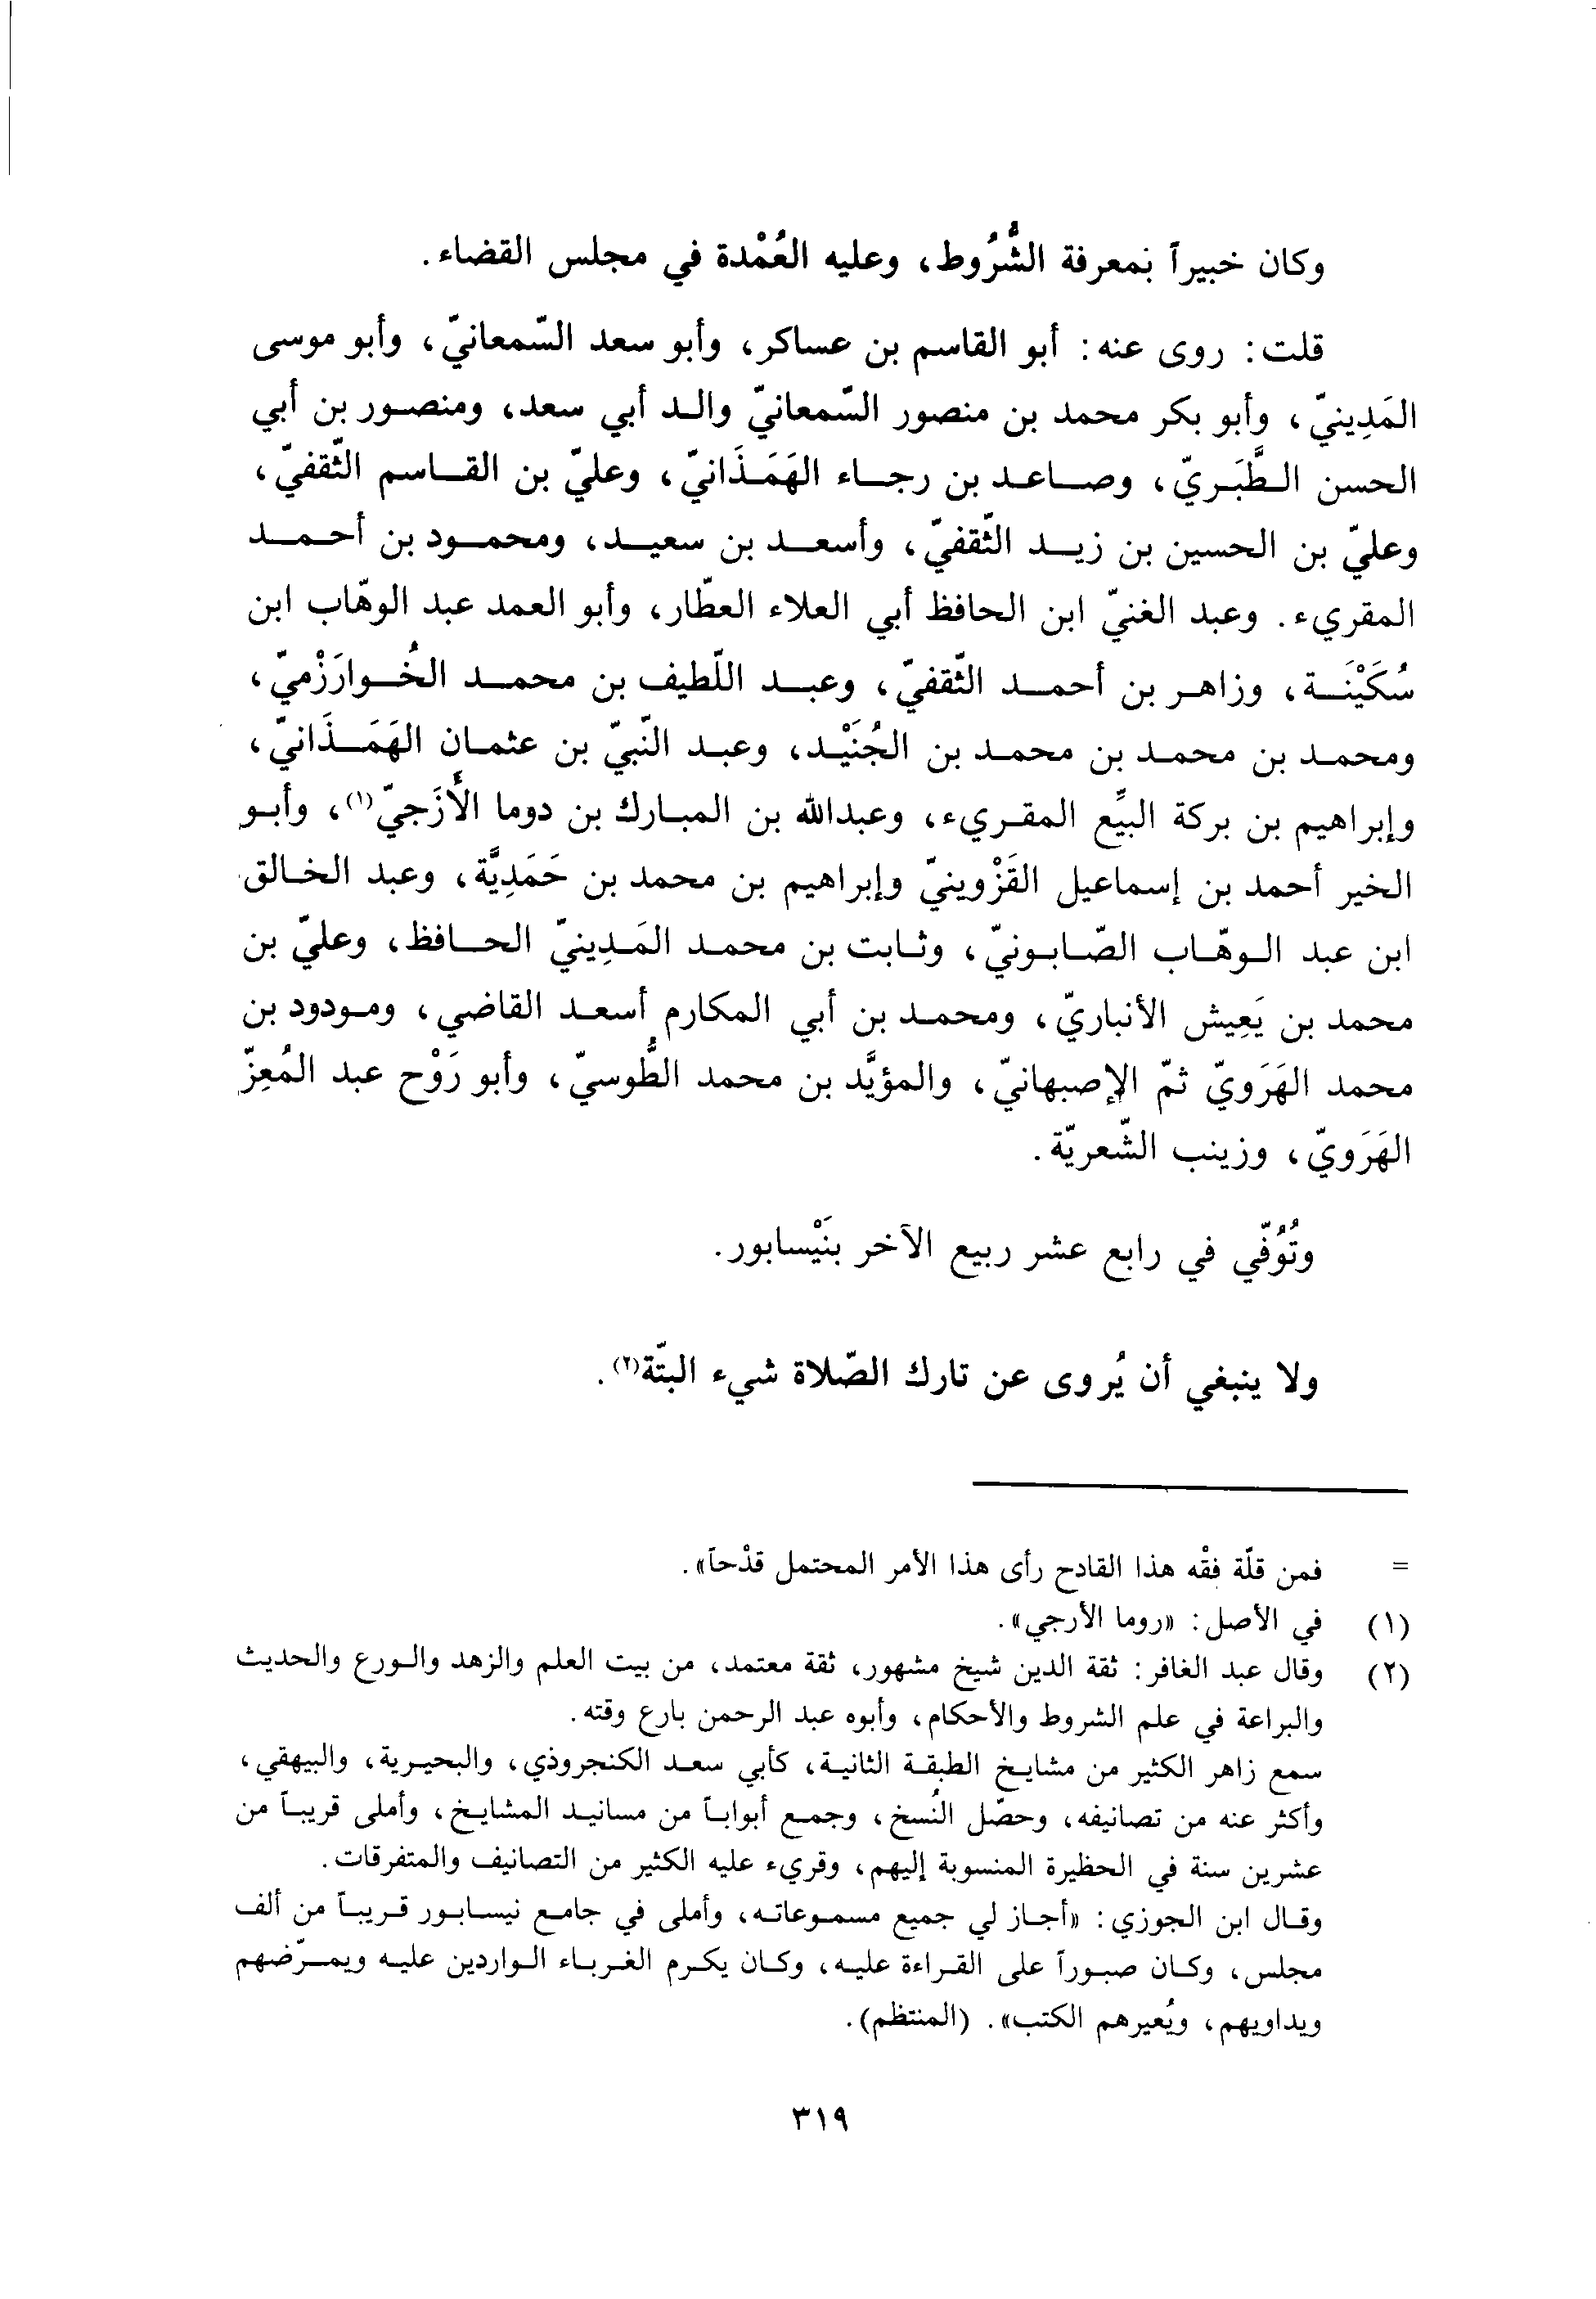 وكان خبيراً بمعرفة الشُّرُوط، وعليه العُمْدة في مجلس القضاء.
قلت: روى عنه: أبو القاسم بن عساكر، وأبو سعد السّمعانيّ، وأبو موسى
المَدِينيّ، وأبو بكر محمد بن منصور السّمعانيّ والد أبي سعد، ومنصور بن أبي
الحسن الطَّبَريّ، وصاعد بن رجاء الهَمَذَانيّ، وعليّ بن القاسم الثّقفيّ،
وعليّ بن الحسين بن زيد الثّقفيّ، وأسعد بن سعيد، ومحمود بن أحمد
المقريء. وعبد الغنيّ ابن الحافظ أبي العلاء العطّار، وأبو العمد عبد الوهّاب ابن
سُكَيْنَة، وزاهر بن أحمد الثّقفيّ، وعبد اللّطيف بن محمد الخُوارَزْميّ،
ومحمد بن محمد بن محمد بن الجُنَيْد، وعبد النّبيّ بن عثمان الهَمَذَانيّ،
وإبراهيم بن بركة البيِّع المقريء، وعبدالله بن المبارك بن دوما الأَزَجيّ(١)، وأبو
الخير أحمد بن إسماعيل القَزْوينيّ وإبراهيم بن محمد بن حَمَدِيَّة، وعبد الخالق
ابن عبد الوهّاب الصّابونيّ، وثابت بن محمد المَدِينيّ الحافظ، وعليّ بن
محمد بن يَعِيش الأنباريّ، ومحمد بن أبي المكارم أسعد القاضي، ومودود بن
محمد الهَرَويّ ثمّ الإصبهانيّ، والمؤيَّد بن محمد الطُّوسيّ، وأبو رَوْح عبد المُعِزّ
الهَرَويّ، وزينب الشّعريّة.
وتُوُفّي في رابع عشر ربيع الآخر بنَيْسابور.
ولا ينبغي أن يُروى عن تارك الصّلاة شيء البتّة(٢).
= فمن قلّة فقْه هذا القادح رأى هذا الأمر المحتمل قدْحاً».
(١) في الأصل: «روما الأرجي».
(٢) وقال عبد الغافر: ثقة الدين شيخ مشهور، ثقة معتمد، من بيت العلم والزهد والورع والحديث
والبراعة في علم الشروط والأحكام، وأبوه عبد الرحمن بارع وقته.
سمع زاهر الكثير من مشايخ الطبقة الثانية، كأبي سعد الكنجروذي، والبحيرية، والبيهقي،
وأكثر عنه من تصانيفه، وحصّل النُسخ، وجمع أبواباً من مسانيد المشايخ، وأملى قريباً من
عشرين سنة في الحظيرة المنسوبة إليهم، وقريء عليه الكثير من التصانيف والمتفرقات.
وقال ابن الجوزي: «أجاز لي جميع مسموعاته، وأملى في جامع نيسابور قريباً من ألف
مجلس، وكان صبوراً على القراءة عليه، وكان يكرم الغرباء الواردين عليه ويمرّضهم
ويداويهم، ويُعيرهم الكتب». (المنتظم).
٣١٩